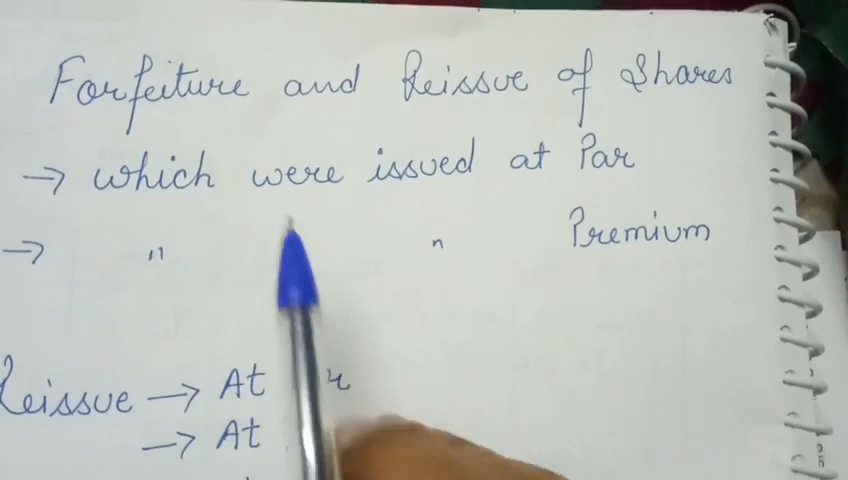 Forfeiture and Reissue of Shares
→ which were issued at Par
→ " " Premium
Reissue → At
→ At